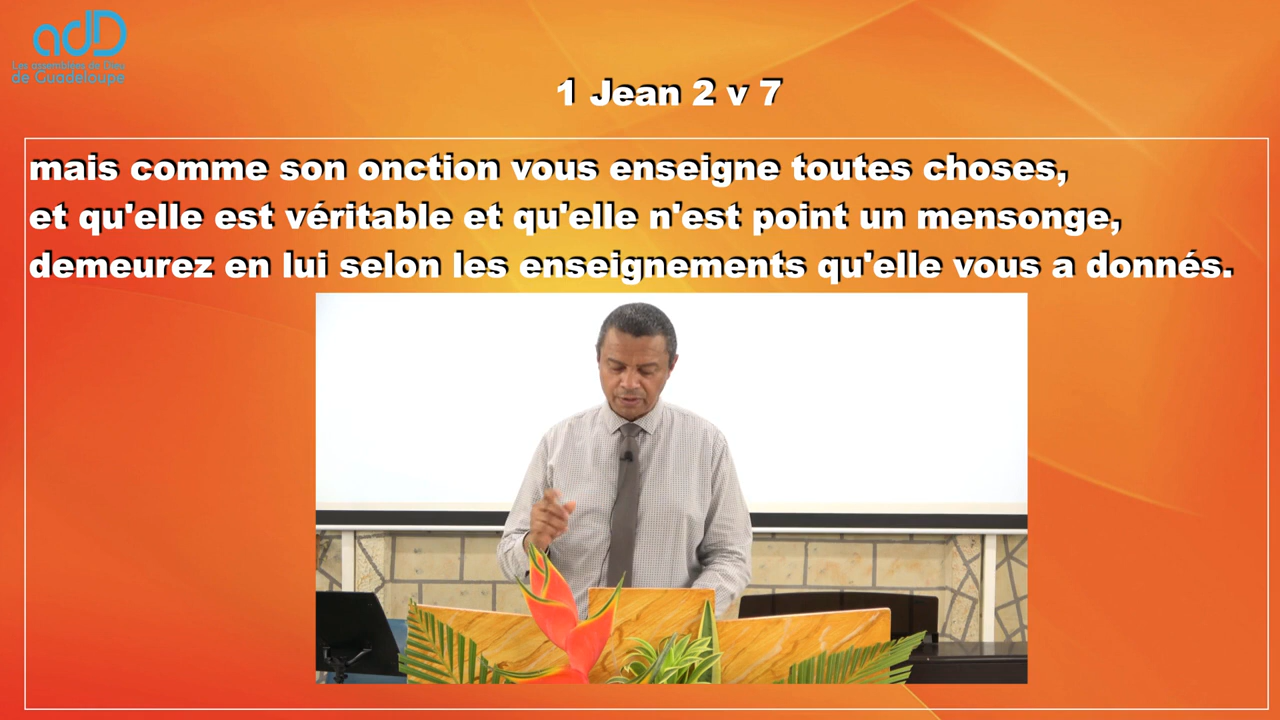 adD
Les assemblées de Dieu
de Guadeloupe
1 Jean 2 v 7
mais comme son onction vous enseigne toutes choses,
et qu'elle est véritable et qu'elle n'est point un mensonge,
demeurez en lui selon les enseignements qu'elle vous a donnés.